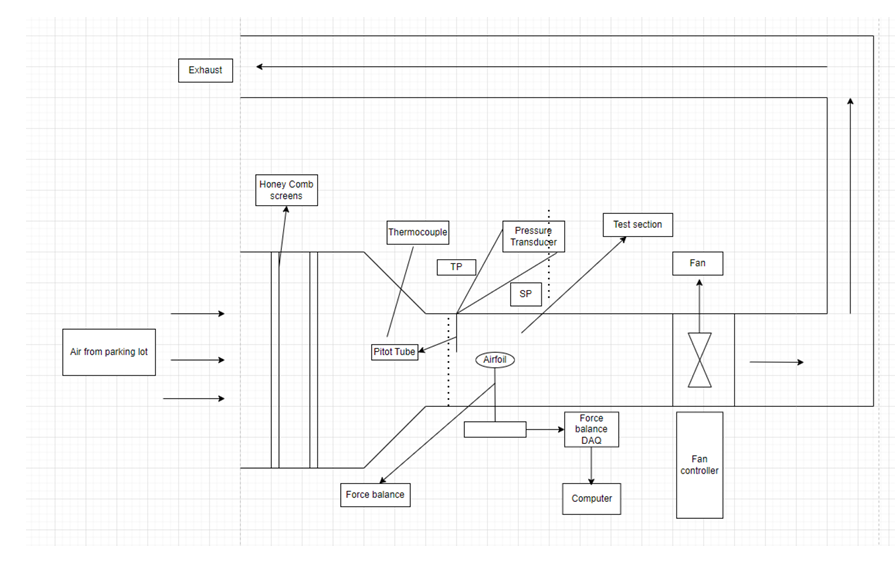 Exhaust
Honey Comb
screens
Thermocouple
Pressure
Transducer
Test section
TP
Fan
SP
Air from parking lot
Pitot Tube
Airfoil
Force
balance
DAQ
Fan
controller
Force balance
Computer